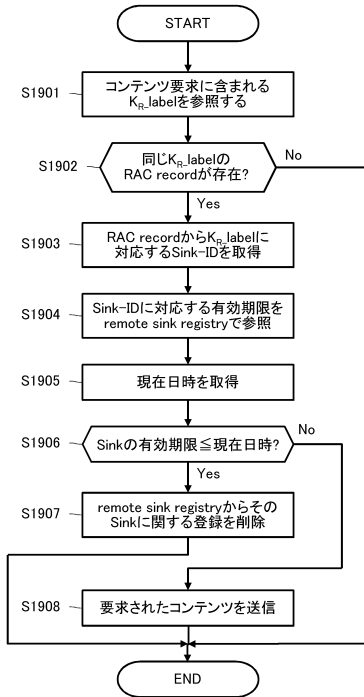 START
S1901
コンテンツ要求に含まれる
KR_labelを参照する
S1902
同じKR_labelの
RAC recordが存在?
No
Yes
S1903
RAC recordからKR_labelに
対応するSink-IDを取得
S1904
Sink-IDに対応する有効期限を
remote sink registryで参照
S1905
現在日時を取得
S1906
Sinkの有効期限≦現在日時?
No
Yes
S1907
remote sink registryからその
Sinkに関する登録を削除
S1908
要求されたコンテンツを送信
END